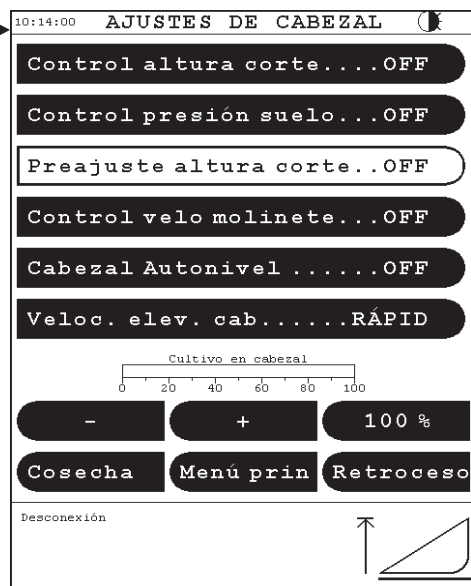 10:14:00 AJUSTES DE CABEZAL
Control altura corte....OFF
Control presión suelo...OFF
Preajuste altura corte..OFF
Control velo molinete...OFF
Cabezal Autonivel ......OFF
Veloc. elev. cab......RÁPID
Cultivo en cabezal
0 20 40 60 80 100
- + 100 %
Cosecha Menú prin Retroceso
Desconexión